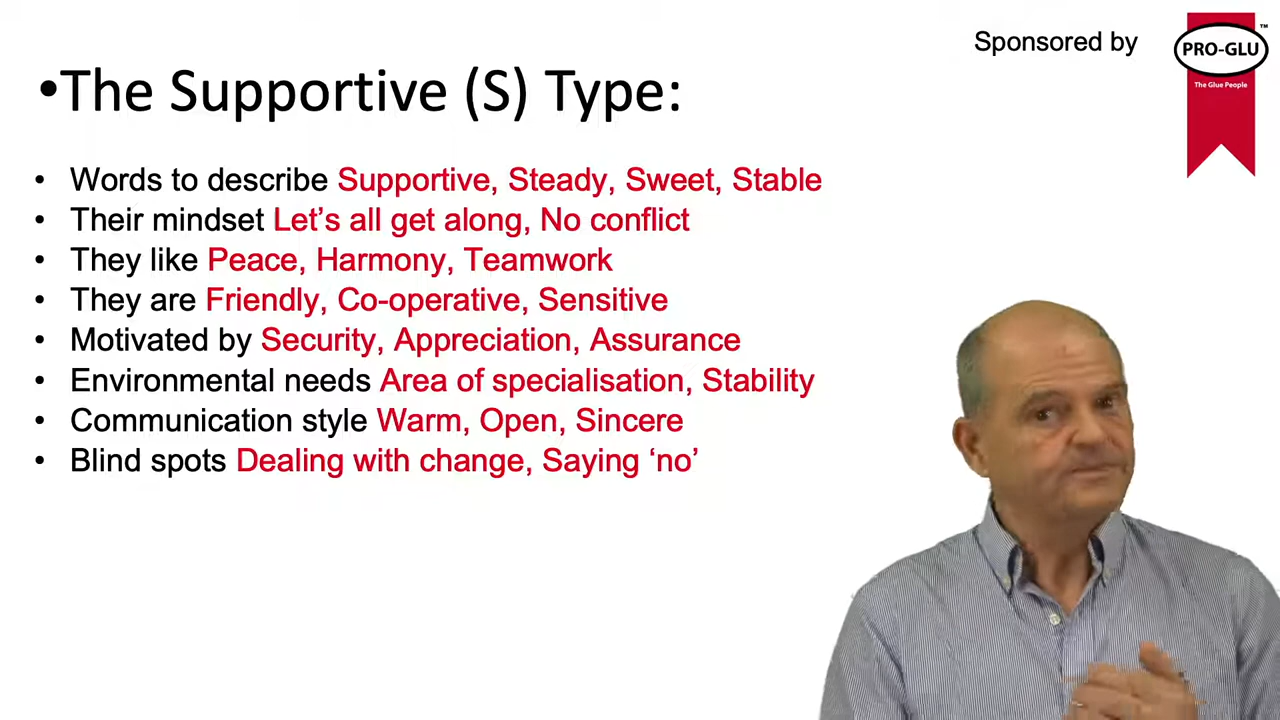 Sponsored by
PRO-GLU™
The Glue People
•The Supportive (S) Type:
• Words to describe Supportive, Steady, Sweet, Stable
• Their mindset Let’s all get along, No conflict
• They like Peace, Harmony, Teamwork
• They are Friendly, Co-operative, Sensitive
• Motivated by Security, Appreciation, Assurance
• Environmental needs Area of specialisation, Stability
• Communication style Warm, Open, Sincere
• Blind spots Dealing with change, Saying ‘no’